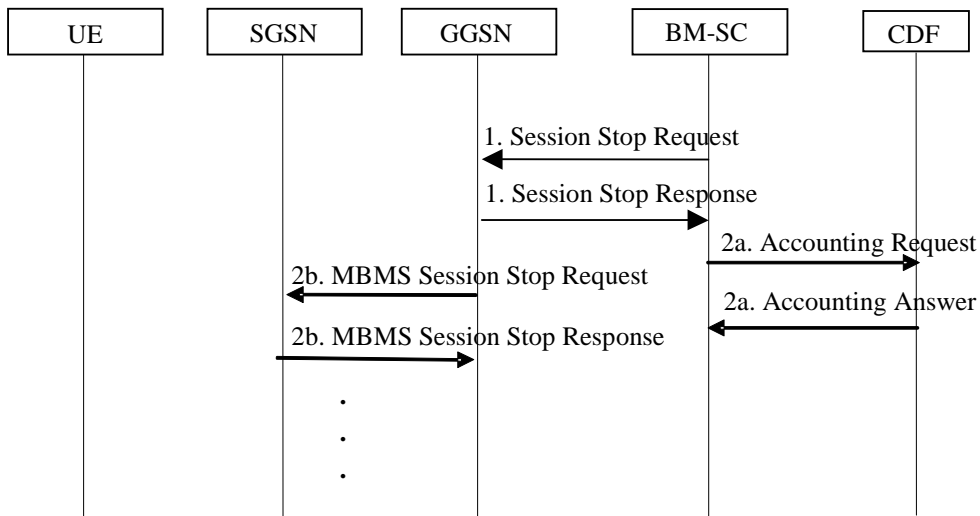 UE
SGSN
GGSN
BM-SC
CDF
1. Session Stop Request
1. Session Stop Response
2a. Accounting Request
2b. MBMS Session Stop Request
2a. Accounting Answer
2b. MBMS Session Stop Response
.
.
.